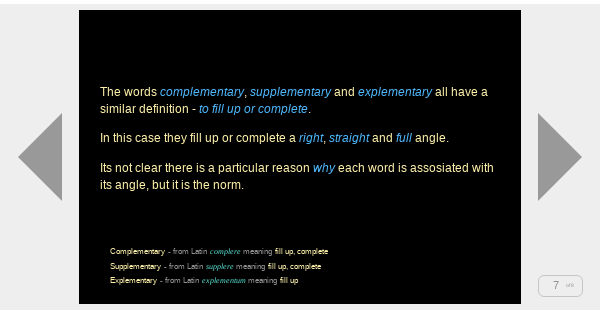 The words complementary, supplementary and explementary all have a
similar definition - to fill up or complete.
In this case they fill up or complete a right, straight and full angle.
Its not clear there is a particular reason why each word is assosiated with
its angle, but it is the norm.
Complementary - from Latin complere meaning fill up, complete
Supplementary - from Latin supplere meaning fill up, complete
Explementary - from Latin explementum meaning fill up
7